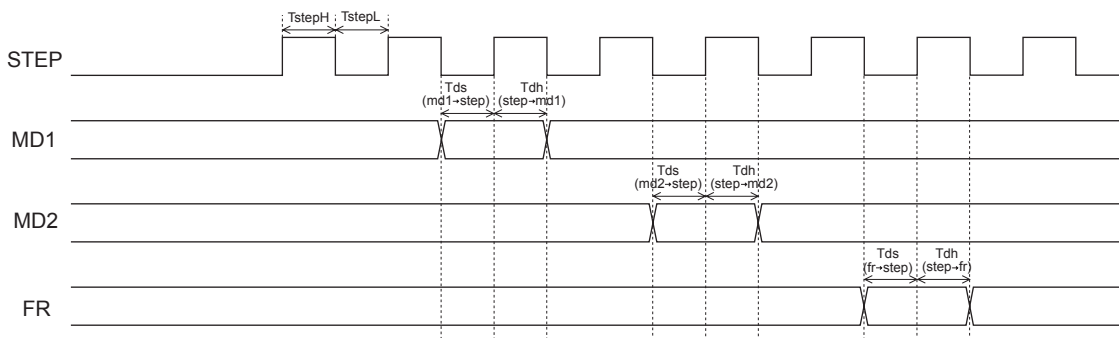 TstepH TstepL
STEP
Tds Tdh
(md1→step) (step→md1)
MD1
Tds Tdh
(md2→step) (step→md2)
MD2
Tds Tdh
(fr→step) (step→fr)
FR